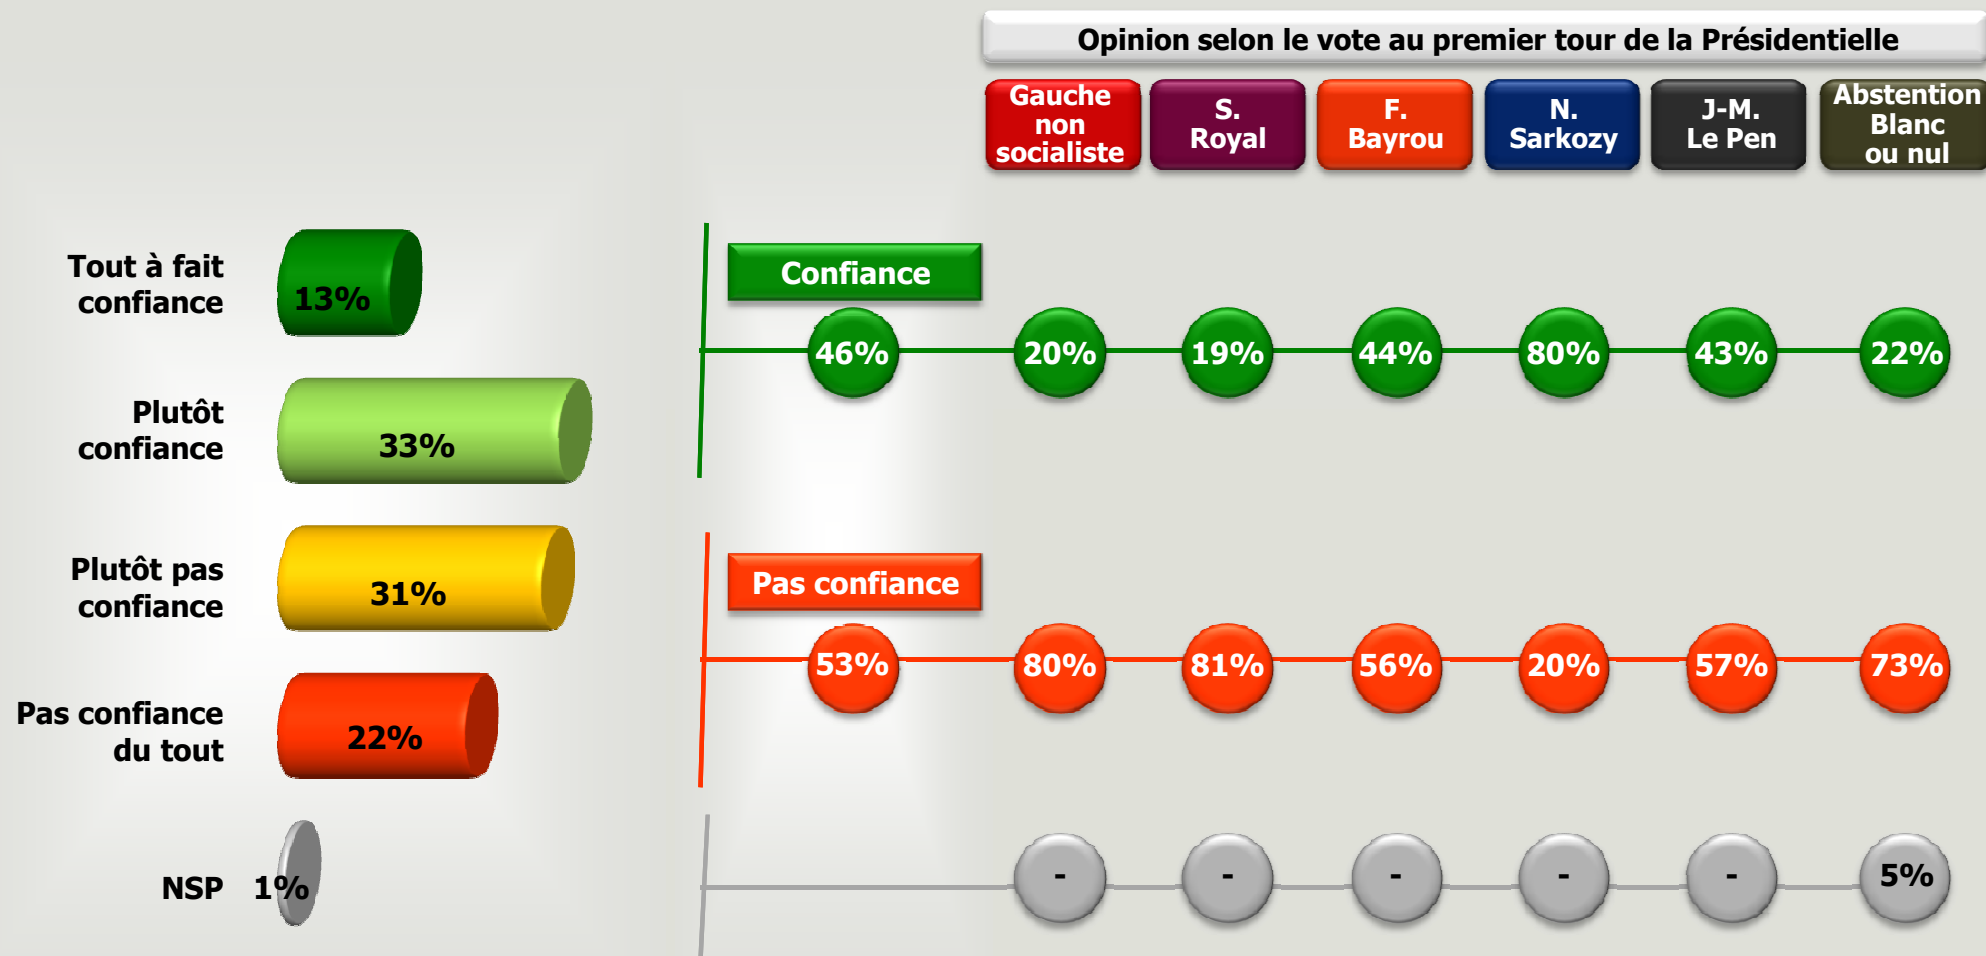 Opinion selon le vote au premier tour de la Présidentielle
Gauche
non
socialiste
S.
Royal
F.
Bayrou
N.
Sarkozy
J-M.
Le Pen
Abstention
Blanc
ou nul
Tout à fait
confiance
13%
Confiance
46% 20% 19% 44% 80% 43% 22%
Plutôt
confiance
33%
Plutôt pas
confiance
31%
Pas confiance
53% 80% 81% 56% 20% 57% 73%
Pas confiance
du tout
22%
NSP 1%
- - - - - 5%